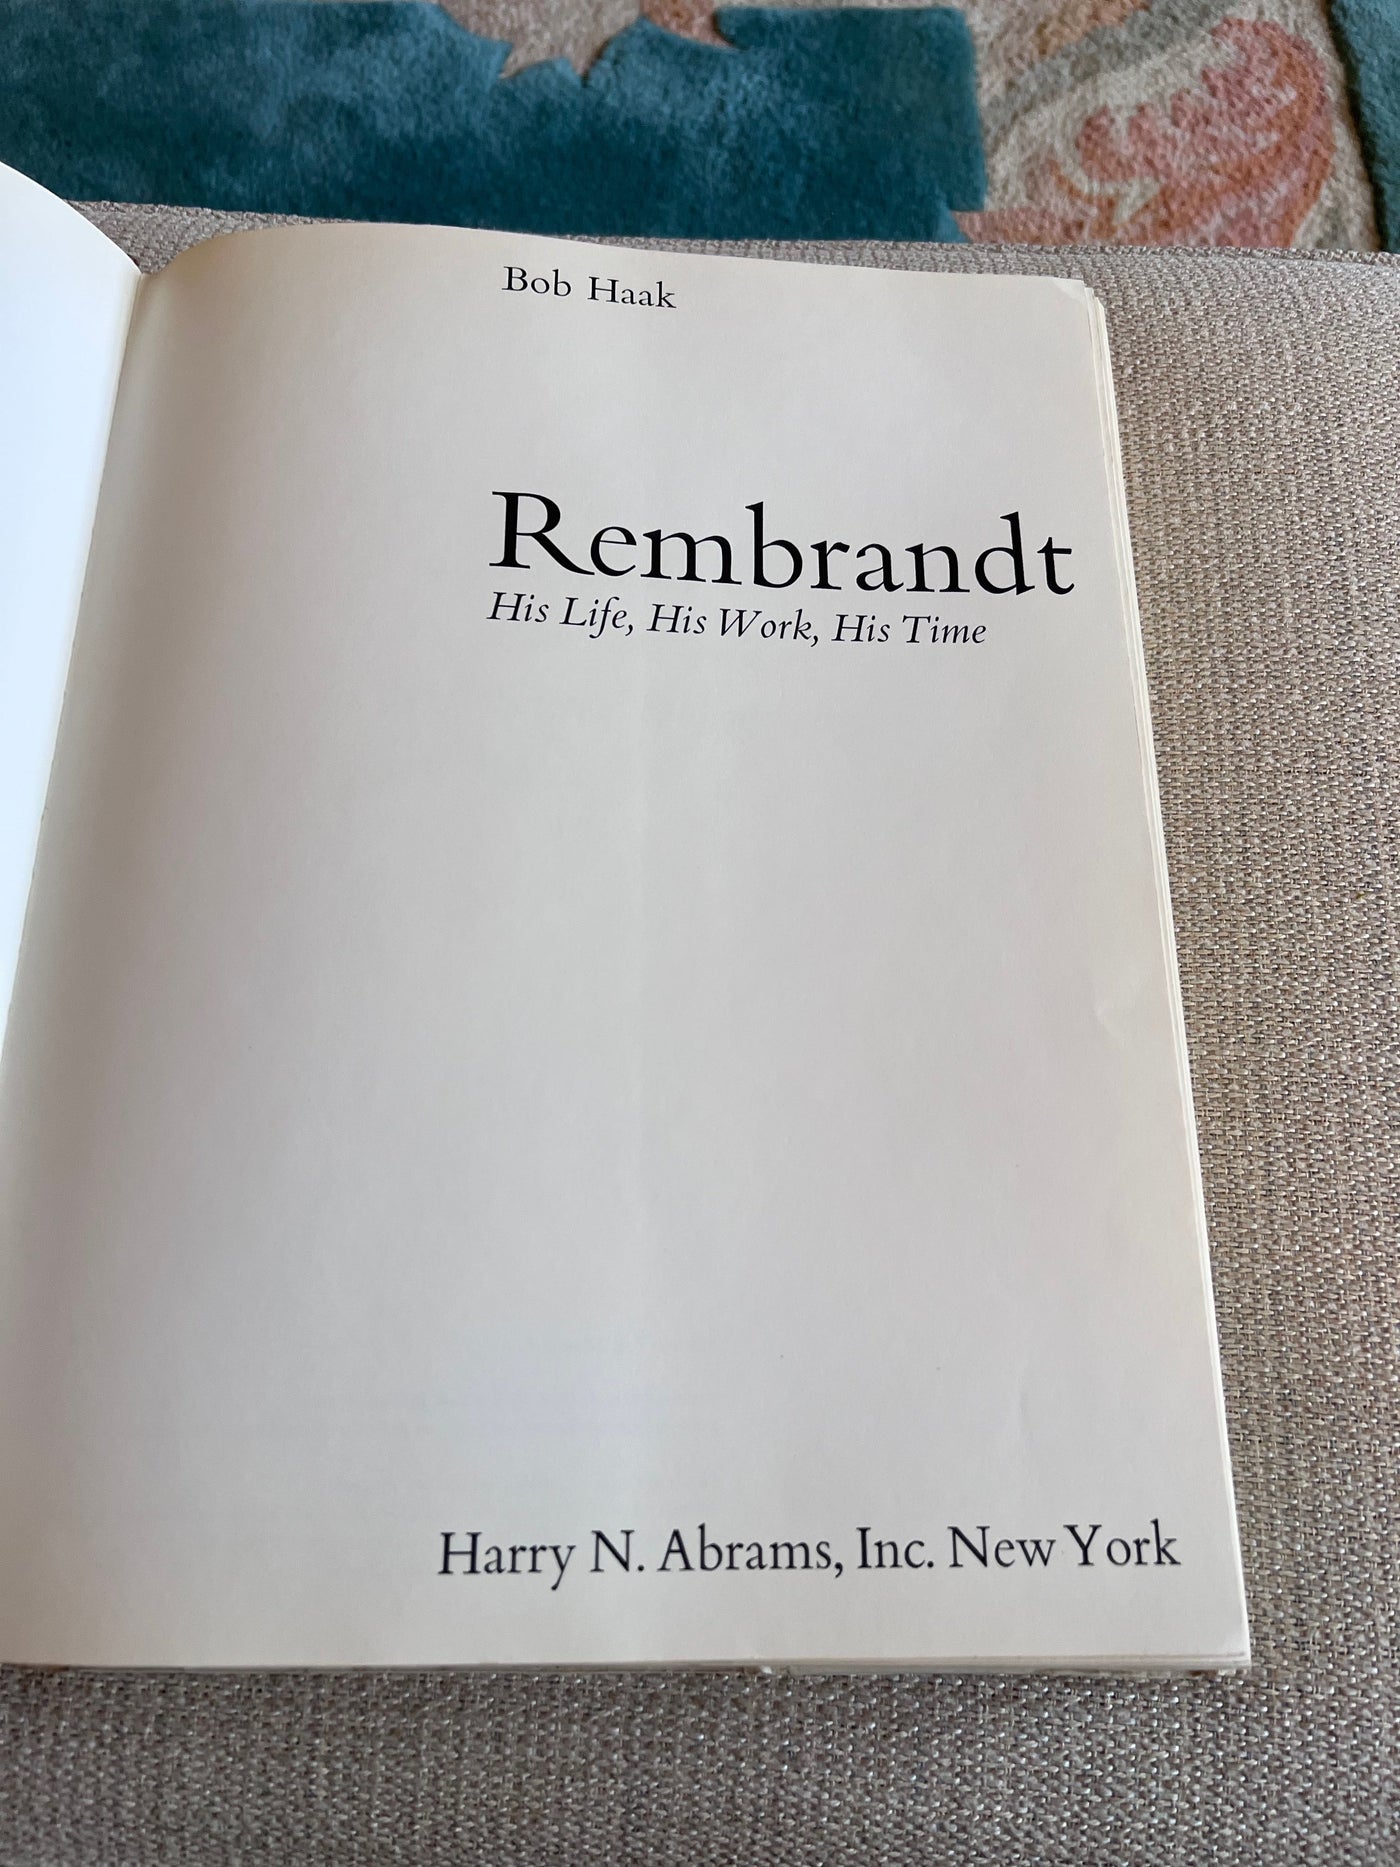 Bob Haak
Rembrandt
His Life, His Work, His Time
Harry N. Abrams, Inc. New York